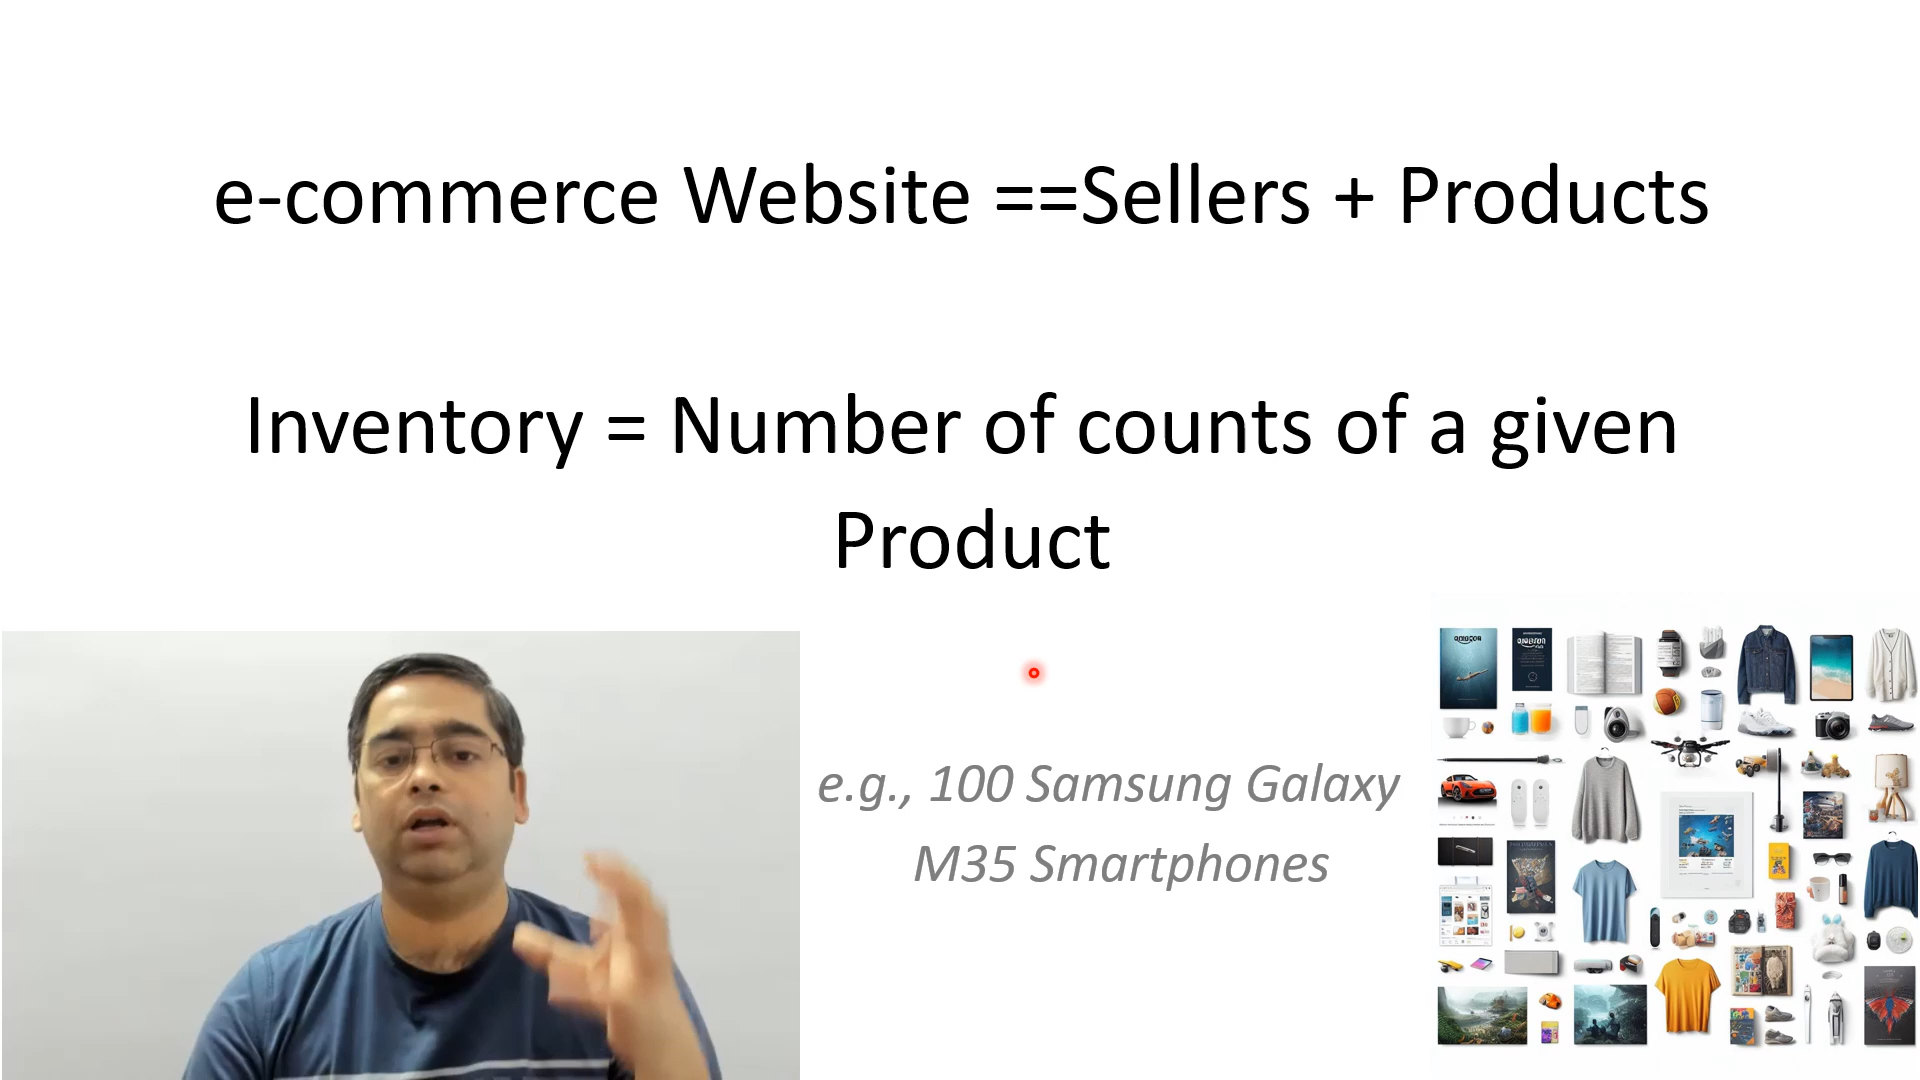 e-commerce Website ==Sellers + Products
Inventory = Number of counts of a given
Product
e.g., 100 Samsung Galaxy
M35 Smartphones